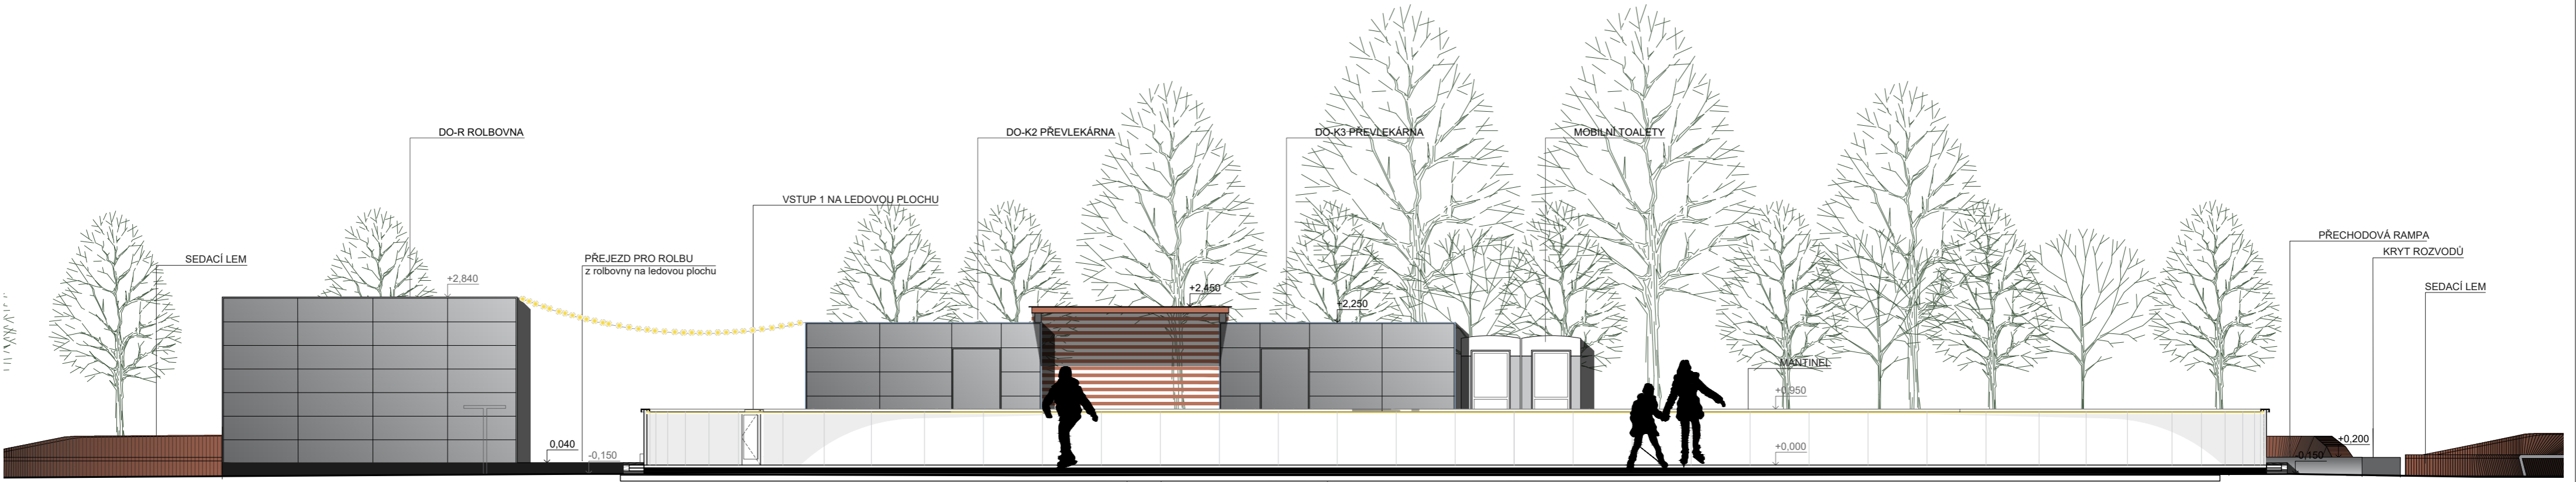 DO-R ROLBOVNA
DO-K2 PŘEVLEKÁRNA
DO-K3 PŘEVLEKÁRNA
MOBILNÍ TOALETY
VSTUP 1 NA LEDOVOU PLOCHU
PŘECHODOVÁ RAMPA
KRYT ROZVODŮ
SEDACÍ LEM
PŘEJEZD PRO ROLBU
z rolbovny na ledovou plochu
+2,840
+2,450
SEDACÍ LEM
+2,250
MANTINEL
+0,950
0,040
+0,000
+0,200
-0,150
-0,150